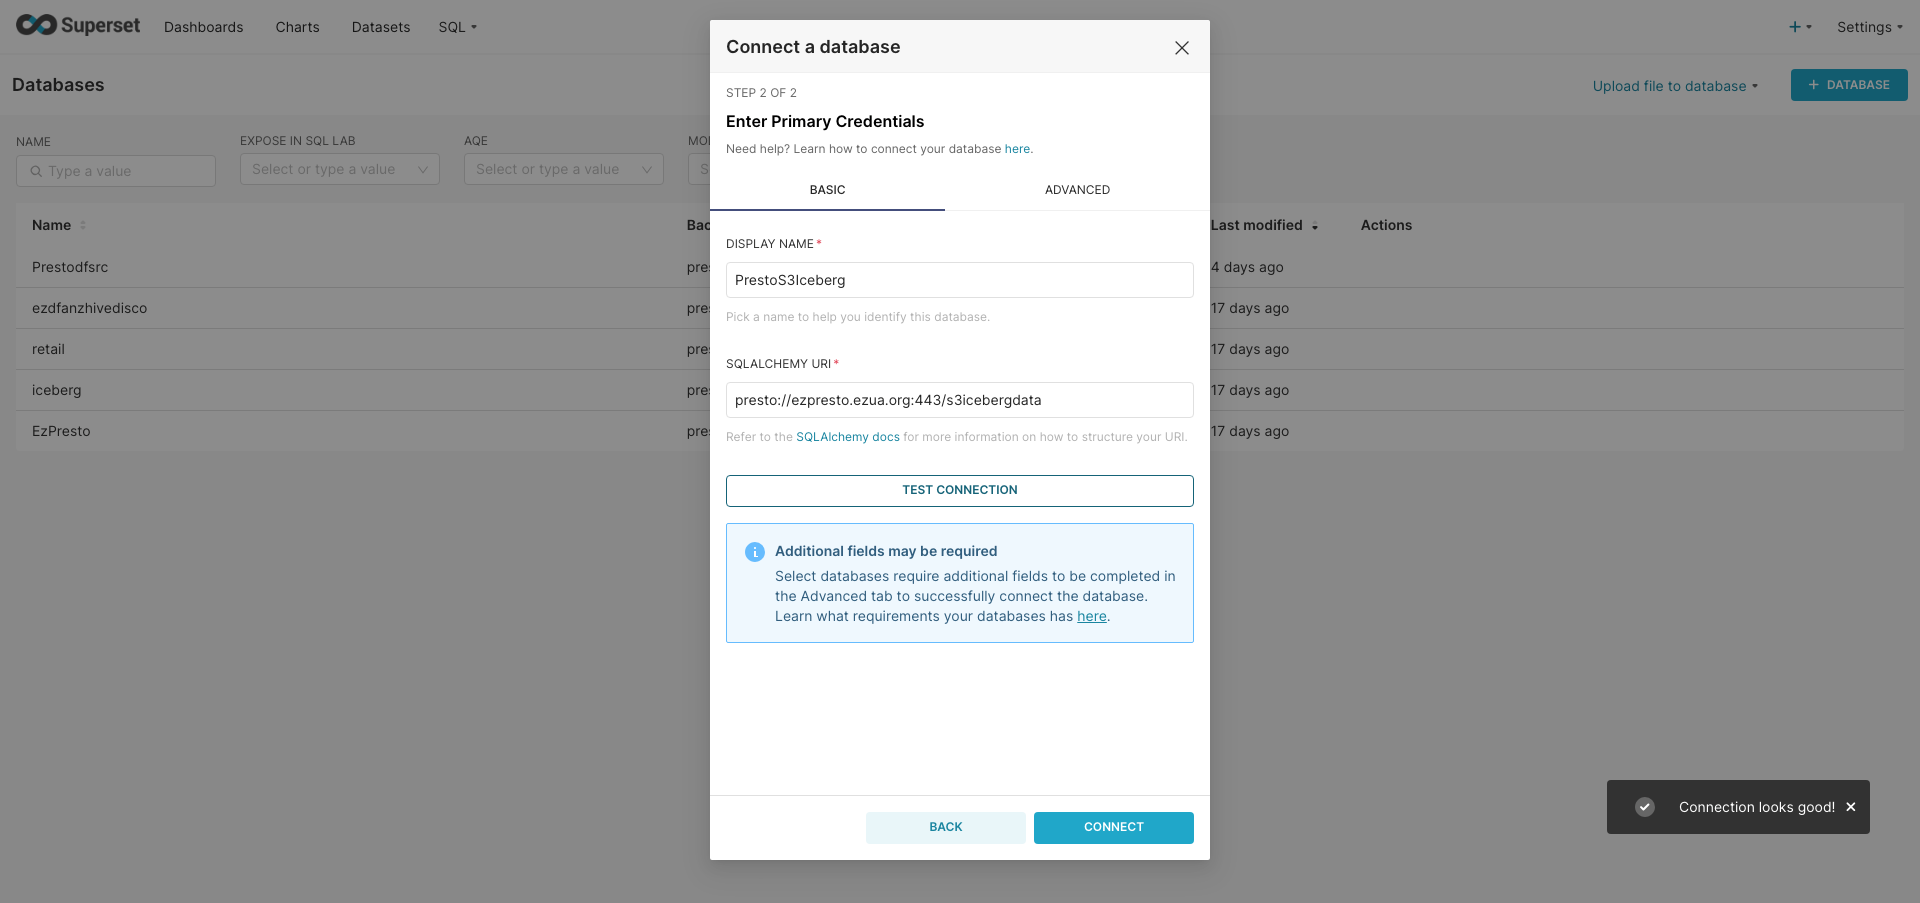 Superset
Dashboards
Charts
Datasets
SQL
Settings
Databases
Upload file to database
+ DATABASE
NAME
Type a value
EXPOSE IN SQL LAB
Select or type a value
AQE
Select or type a value
Name
Last modified
Actions
Prestodfsrc
4 days ago
ezdfanzhivedisco
17 days ago
retail
17 days ago
iceberg
17 days ago
EzPresto
17 days ago
Connect a database
STEP 2 OF 2
Enter Primary Credentials
Need help? Learn how to connect your database here.
BASIC
ADVANCED
DISPLAY NAME *
PrestoS3Iceberg
Pick a name to help you identify this database.
SQLALCHEMY URI *
presto://ezpresto.ezua.org:443/s3icebergdata
Refer to the SQLAlchemy docs for more information on how to structure your URI.
TEST CONNECTION
Additional fields may be required
Select databases require additional fields to be completed in
the Advanced tab to successfully connect the database.
Learn what requirements your databases has here.
BACK
CONNECT
Connection looks good!